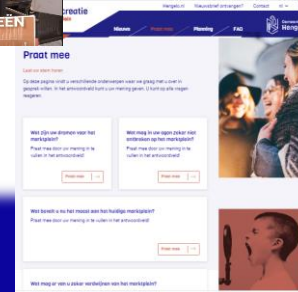 EËN
creatie
Hengelo.nl Nieuwsbrief ontvangen? Contact
Nieuws Praat mee Planning FAQ
Gemeente
Praat mee
Op deze pagina vindt u verschillende onderwerpen waar we graag met u over in
gesprek willen. In het antwoordveld kunt u uw mening geven. U kunt op alle vragen
reageren.
Wat zijn uw dromen voor het
marktplein?
Praat mee door uw mening in te
vullen in het antwoordveld!
Praat mee
Wat mag in uw ogen zeker niet
ontbreken op het marktplein?
Praat mee door uw mening in te
vullen in het antwoordveld!
Praat mee
Wat bevalt u nu het meest aan het huidige marktplein?
Praat mee door uw mening in te vullen in het antwoordveld!
Praat mee
Wat mag er van u zeker verdwijnen van het marktplein?